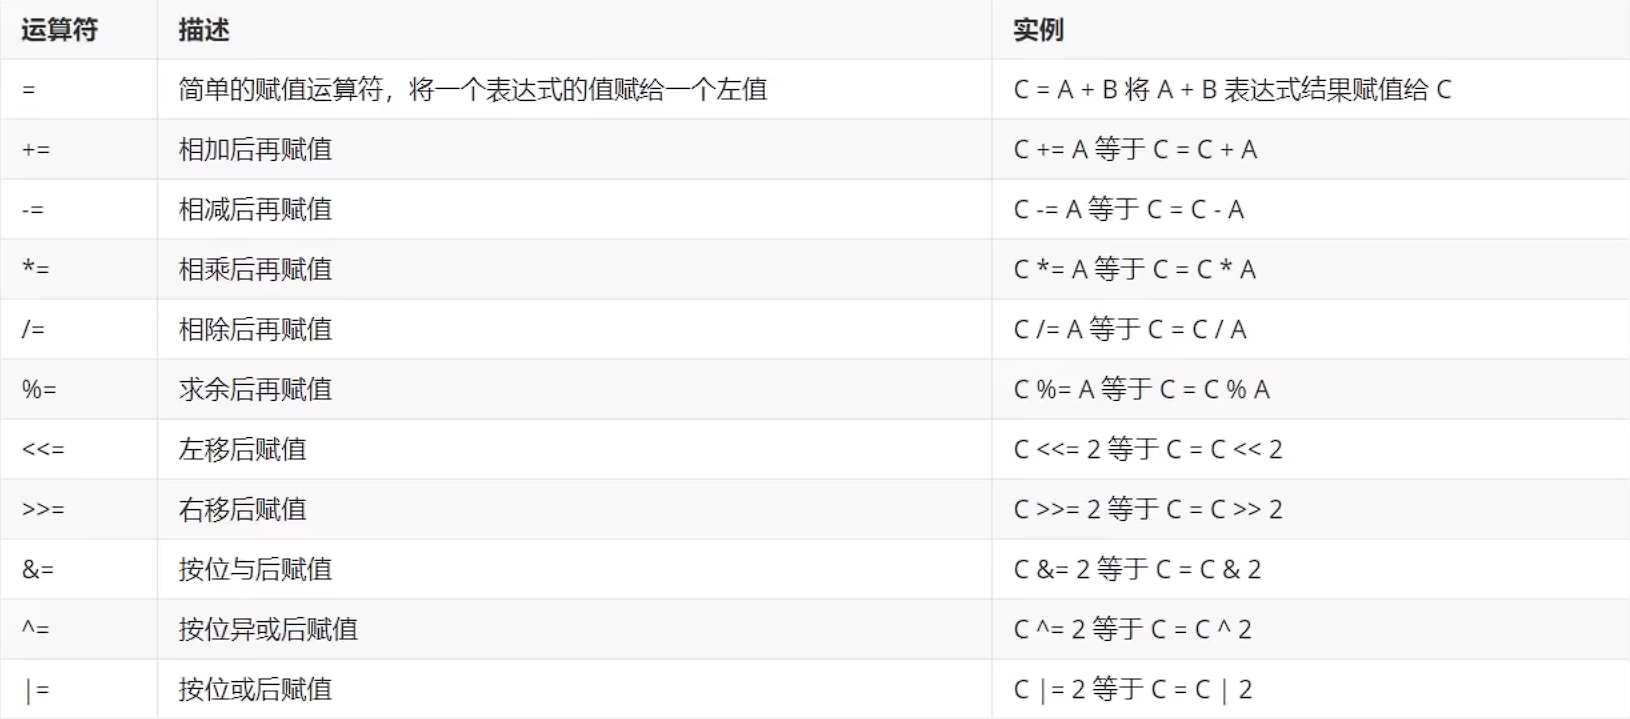 运算符 描述 实例
= 简单的赋值运算符，将一个表达式的值赋给一个左值 C = A + B 将 A + B 表达式结果赋值给 C
+= 相加后再赋值 C += A 等于 C = C + A
-= 相减后再赋值 C -= A 等于 C = C - A
*= 相乘后再赋值 C *= A 等于 C = C * A
/= 相除后再赋值 C /= A 等于 C = C / A
%= 求余后再赋值 C %= A 等于 C = C % A
<<= 左移后赋值 C <<= 2 等于 C = C << 2
>>= 右移后赋值 C >>= 2 等于 C = C >> 2
&= 按位与后赋值 C &= 2 等于 C = C & 2
^= 按位异或后赋值 C ^= 2 等于 C = C ^ 2
|= 按位或后赋值 C |= 2 等于 C = C | 2